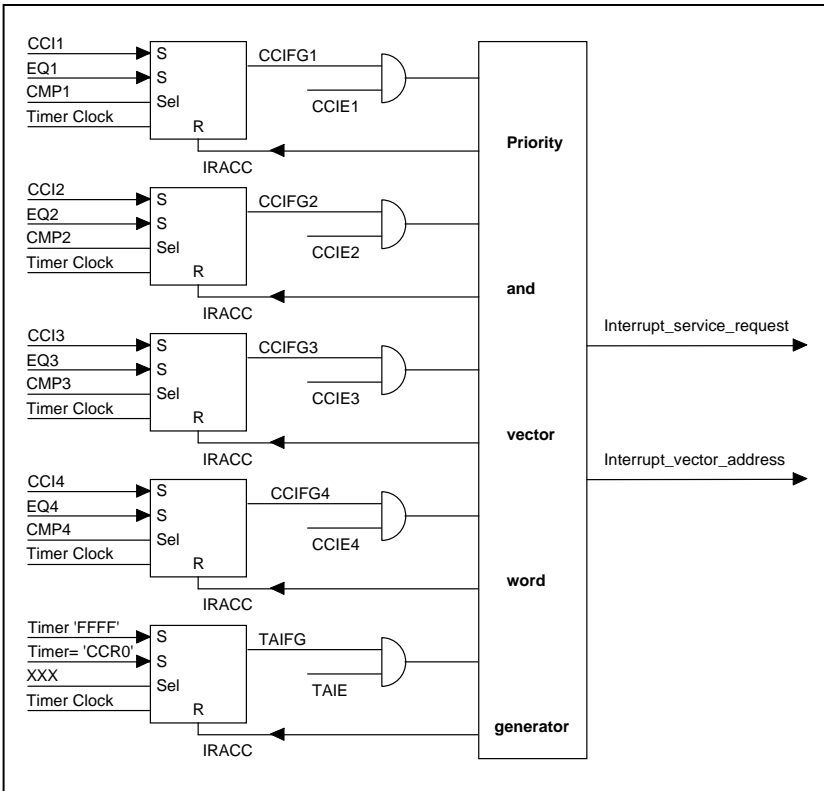 CCI1
EQ1
CMP1
Timer Clock
S
S
Sel
R
CCIFG1
CCIE1
IRACC
CCI2
EQ2
CMP2
Timer Clock
S
S
Sel
R
CCIFG2
CCIE2
IRACC
CCI3
EQ3
CMP3
Timer Clock
S
S
Sel
R
CCIFG3
CCIE3
IRACC
CCI4
EQ4
CMP4
Timer Clock
S
S
Sel
R
CCIFG4
CCIE4
IRACC
Timer 'FFFF'
Timer= 'CCR0'
XXX
Timer Clock
S
S
Sel
R
TAIFG
TAIE
IRACC
Priority
and
vector
word
generator
Interrupt_service_request
Interrupt_vector_address